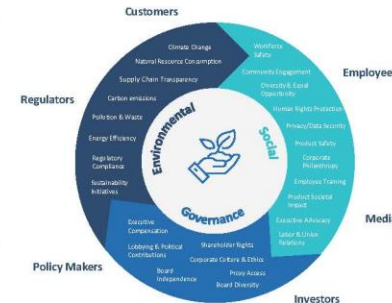 Customers
Employee
Regulators
Media
Policy Makers
Investors
Environmental
Social
Governance
Climate Change
Natural Resource Consumption
Supply Chain Transparency
Carbon emissions
Pollution & Waste
Energy Efficiency
Regulatory
Compliance
Sustainability
Initiatives
Workforce
Safety
Community Engagement
Diversity & Equal
Opportunity
Human Rights Protection
Privacy/Data Security
Product Safety
Corporate
Philanthropy
Employee Training
Product Societal
Impact
Executive Advocacy
Labor & Union
Relations
Executive
Compensation
Lobbying & Political
Contributions
Board
Independence
Shareholder Rights
Corporate Culture & Ethics
Proxy Access
Board Diversity